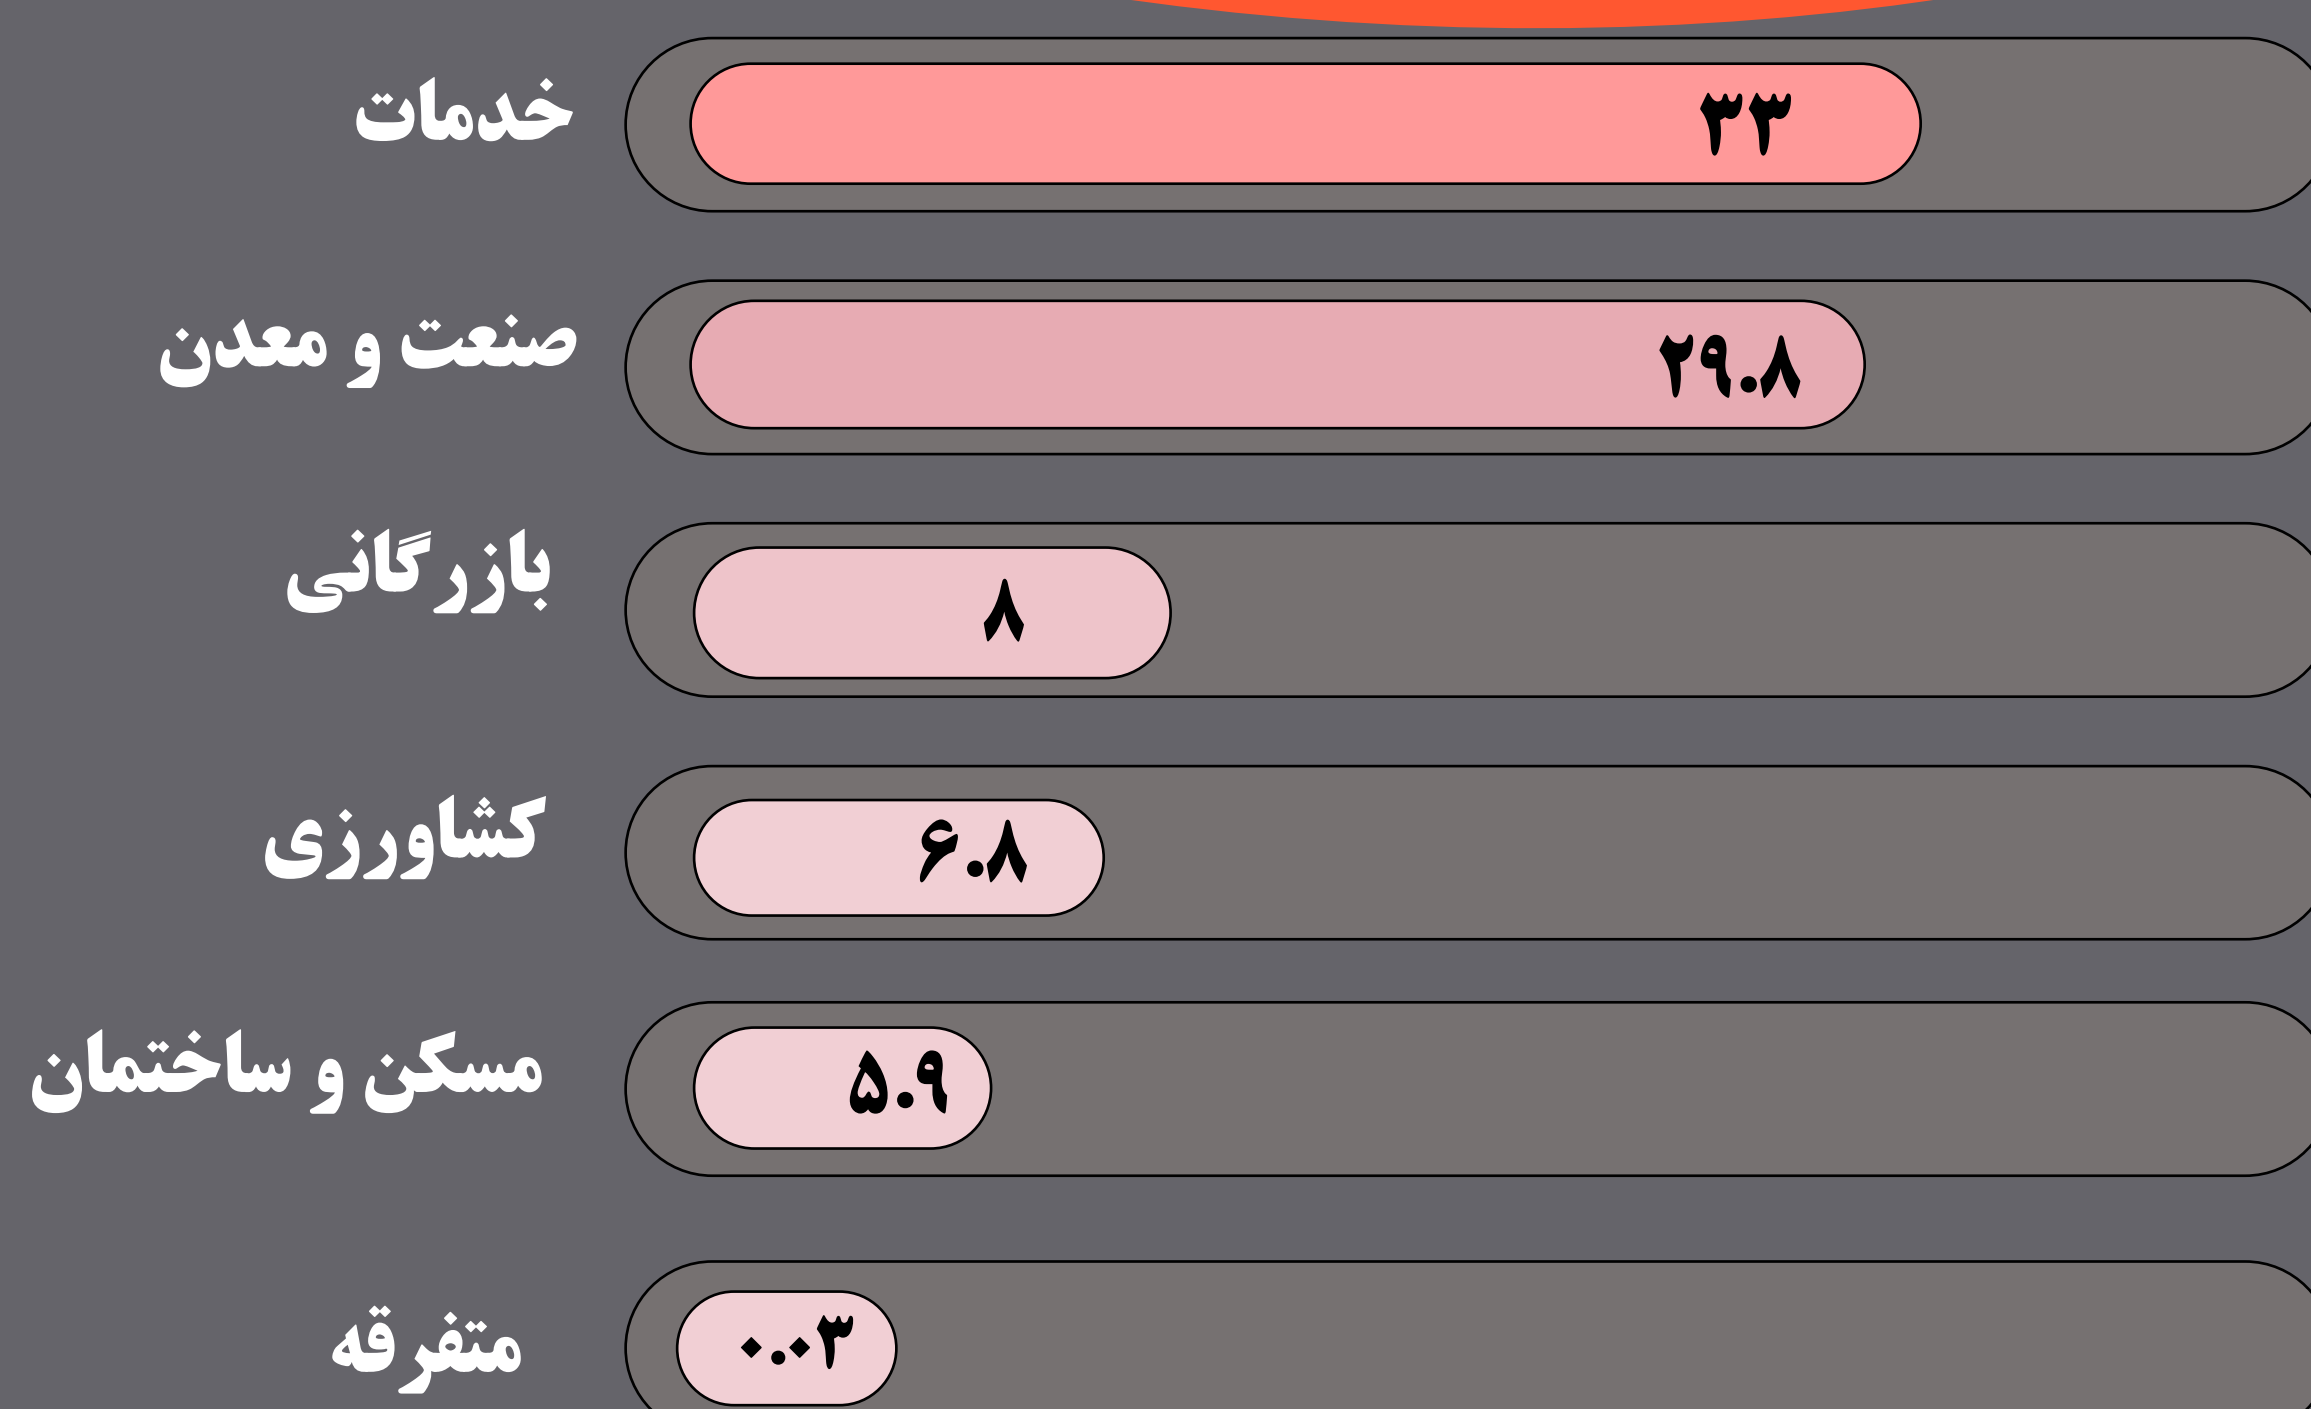 خدمات
۳۳
صنعت و معدن
۲۹.۸
بازرگانی
۸
کشاورزی
۶.۸
مسکن و ساختمان
۵.۹
متفرقه
۰.۰۳